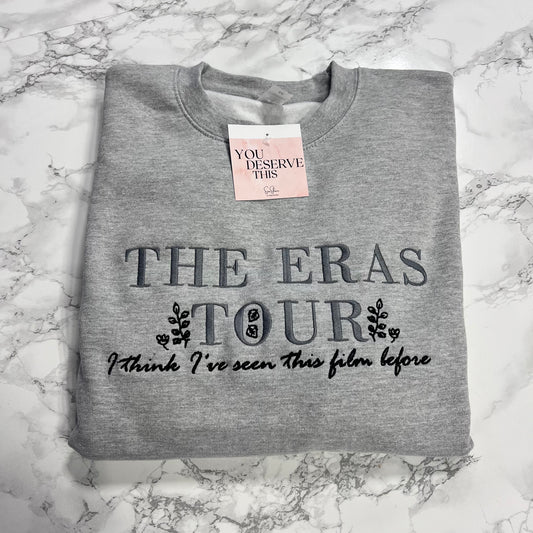 YOU
DESERVE
THIS
THE ERAS
TOUR
I think I've seen this film before